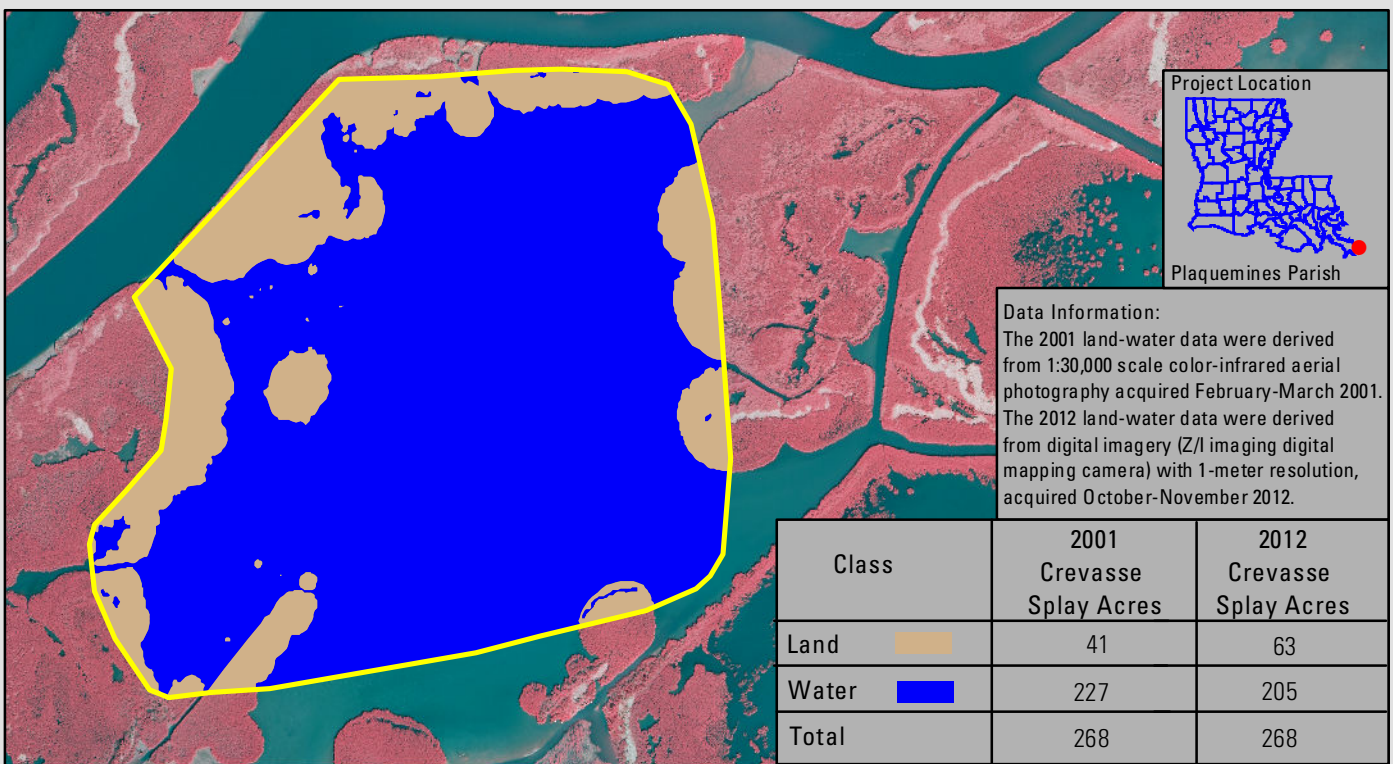 Project Location
Plaquemines Parish
Data Information:
The 2001 land-water data were derived
from 1:30,000 scale color-infrared aerial
photography acquired February-March 2001.
The 2012 land-water data were derived
from digital imagery (Z/I imaging digital
mapping camera) with 1-meter resolution,
acquired October-November 2012.
Class
2001
Crevasse
Splay Acres
2012
Crevasse
Splay Acres
Land 41 63
Water 227 205
Total 268 268